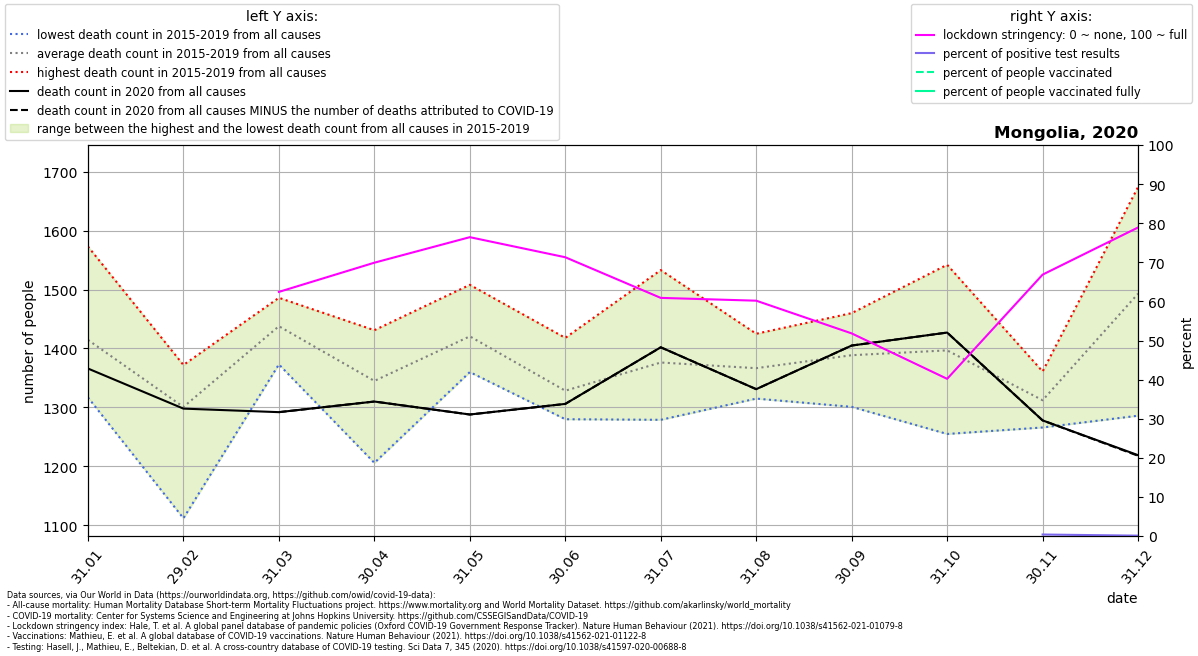 left Y axis:
lowest death count in 2015-2019 from all causes
average death count in 2015-2019 from all causes
highest death count in 2015-2019 from all causes
death count in 2020 from all causes
death count in 2020 from all causes MINUS the number of deaths attributed to COVID-19
range between the highest and the lowest death count from all causes in 2015-2019
right Y axis:
lockdown stringency: 0 ~ none, 100 ~ full
percent of positive test results
percent of people vaccinated
percent of people vaccinated fully
Mongolia, 2020
number of people
1700
1600
1500
1400
1300
1200
1100
100
90
80
70
60
50
40
30
20
10
0
percent
31.01
29.02
31.03
30.04
31.05
30.06
31.07
31.08
30.09
31.10
30.11
31.12
date
Data sources, via Our World in Data (https://ourworldindata.org, https://github.com/owid/covid-19-data):
- All-cause mortality: Human Mortality Database Short-term Mortality Fluctuations project. https://www.mortality.org and World Mortality Dataset. https://github.com/akarlinsky/world_mortality
- COVID-19 mortality: Center for Systems Science and Engineering at Johns Hopkins University. https://github.com/CSSEGISandData/COVID-19
- Lockdown stringency index: Hale, T. et al. A global panel database of pandemic policies (Oxford COVID-19 Government Response Tracker). Nature Human Behaviour (2021). https://doi.org/10.1038/s41562-021-01079-8
- Vaccinations: Mathieu, E. et al. A global database of COVID-19 vaccinations. Nature Human Behaviour (2021). https://doi.org/10.1038/s41562-021-01122-8
- Testing: Hasell, J., Mathieu, E., Beltekian, D. et al. A cross-country database of COVID-19 testing. Sci Data 7, 345 (2020). https://doi.org/10.1038/s41597-020-00688-8